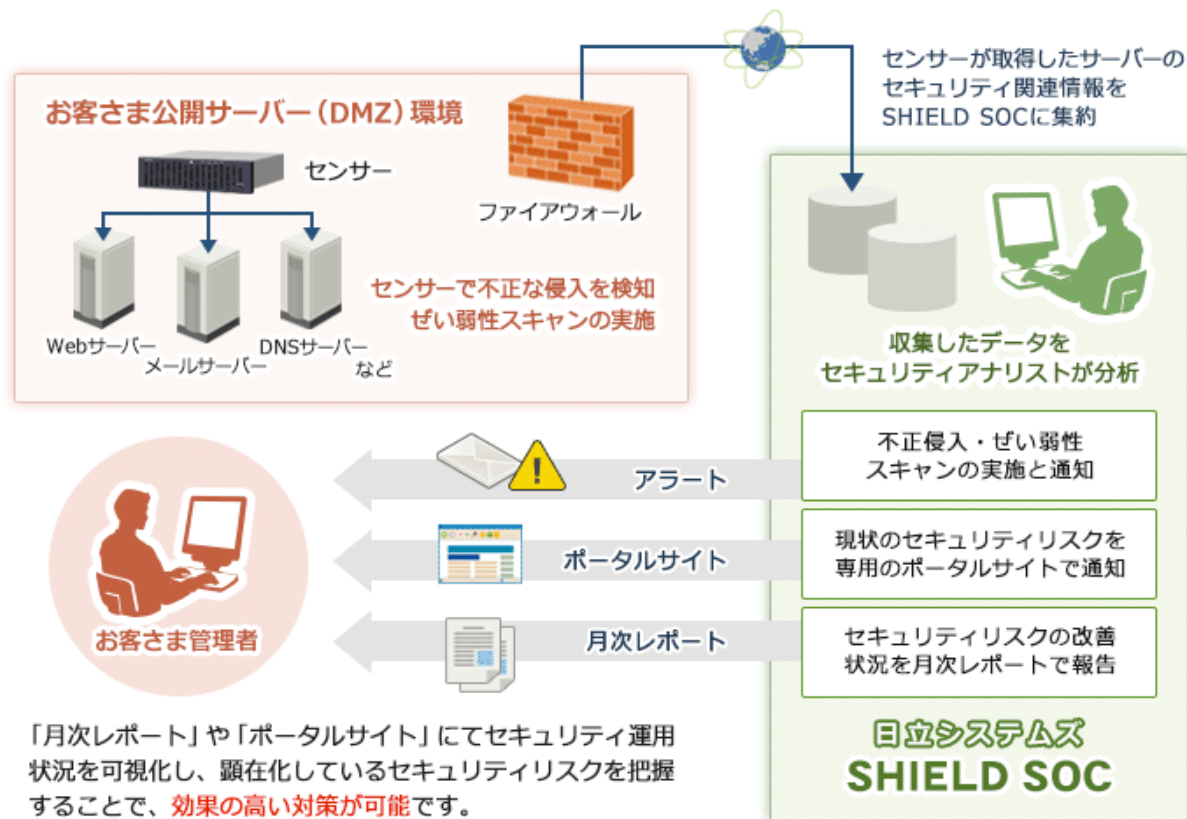 お客さま公開サーバー(DMZ)環境
センサー
ファイアウォール
センサーで不正な侵入を検知
ぜい弱性スキャンの実施
Webサーバー
メールサーバー
DNSサーバー
など
センサーが取得したサーバーの
セキュリティ関連情報を
SHIELD SOCに集約
収集したデータを
セキュリティアナリストが分析
不正侵入・ぜい弱性
スキャンの実施と通知
アラート
現状のセキュリティリスクを
専用のポータルサイトで通知
ポータルサイト
セキュリティリスクの改善
状況を月次レポートで報告
月次レポート
お客さま管理者
日立システムズ
SHIELD SOC
「月次レポート」や「ポータルサイト」にてセキュリティ運用
状況を可視化し、顕在化しているセキュリティリスクを把握
することで、効果の高い対策が可能です。